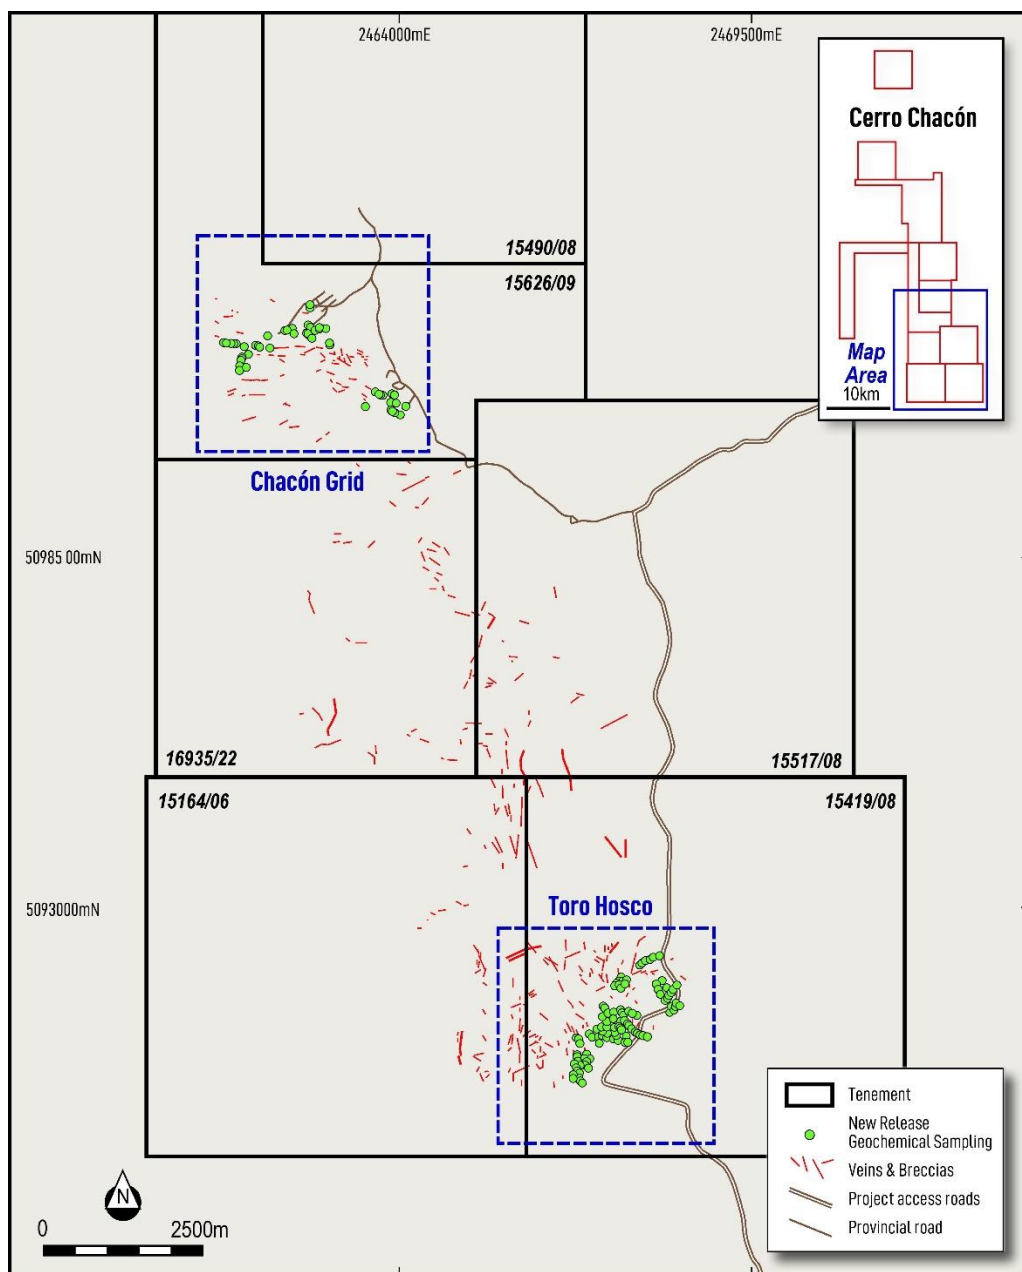 2464000mE
2469500mE
Cerro Chacón
Map
Area
10km
15490/08
15626/09
Chacón Grid
50985 00mN
16935/22
15517/08
15164/06
15419/08
5093000mN
Toro Hosco
Tenement
New Release
Geochemical Sampling
Veins & Breccias
Project access roads
Provincial road
N
0
2500m